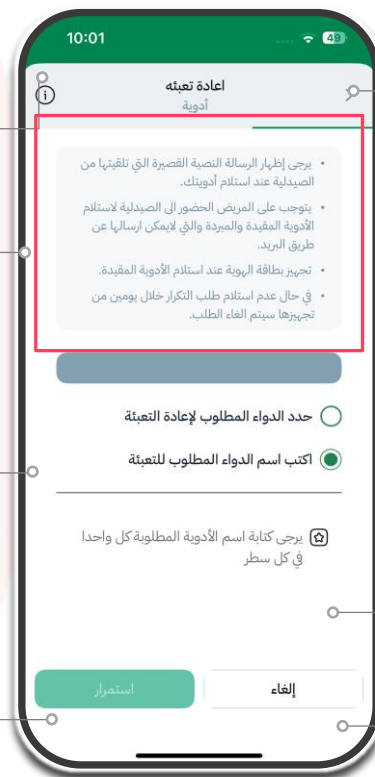 10:01
49
اعادة تعبئه
أدوية
• يرجى إظهار الرسالة النصية القصيرة التي تلقيتها من
الصيدلية عند استلام أدويتك.
• يتوجب على المريض الحضور الى الصيدلية لاستلام
الأدوية المقيدة والمبردة والتي لايمكن ارسالها عن
طريق البريد.
• تجهيز بطاقة الهوية عند استلام الأدوية المقيدة.
• في حال عدم استلام طلب التكرار خلال يومين من
تجهيزها سيتم الغاء الطلب.
حدد الدواء المطلوب لإعادة التعبئة
اكتب اسم الدواء المطلوب للتعبئة
يرجى كتابة اسم الأدوية المطلوبة كل واحدا
في كل سطر
إلغاء
استمرار